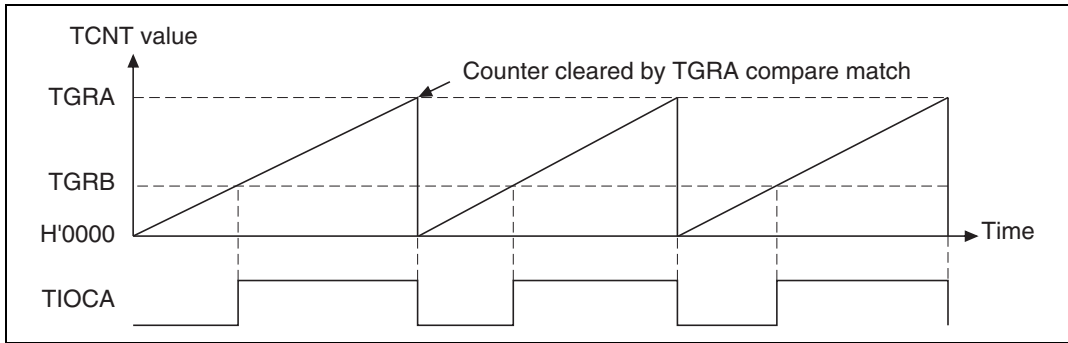 TCNT value
Counter cleared by TGRA compare match
TGRA
TGRB
H'0000
Time
TIOCA